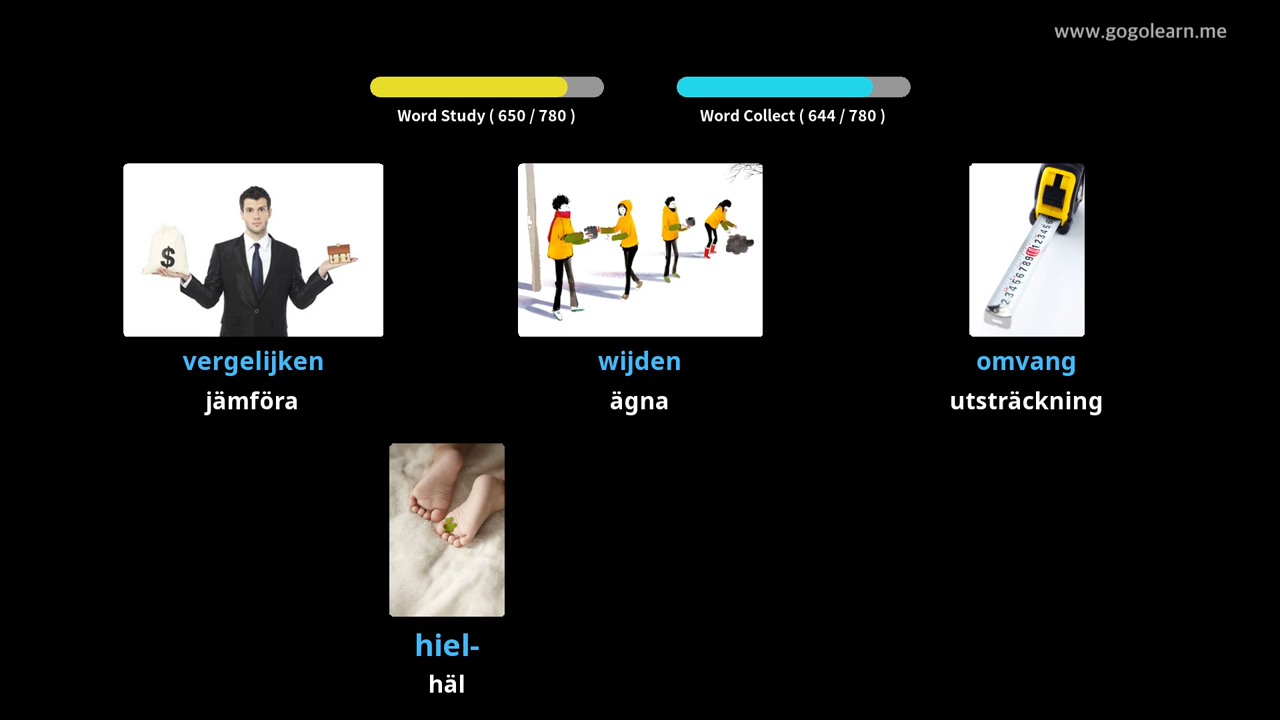 www.gogolearn.me
Word Study ( 650 / 780 )
Word Collect ( 644 / 780 )
$
vergelijken
wijden
omvang
jämföra
ägna
utsträckning
hiel-
häl